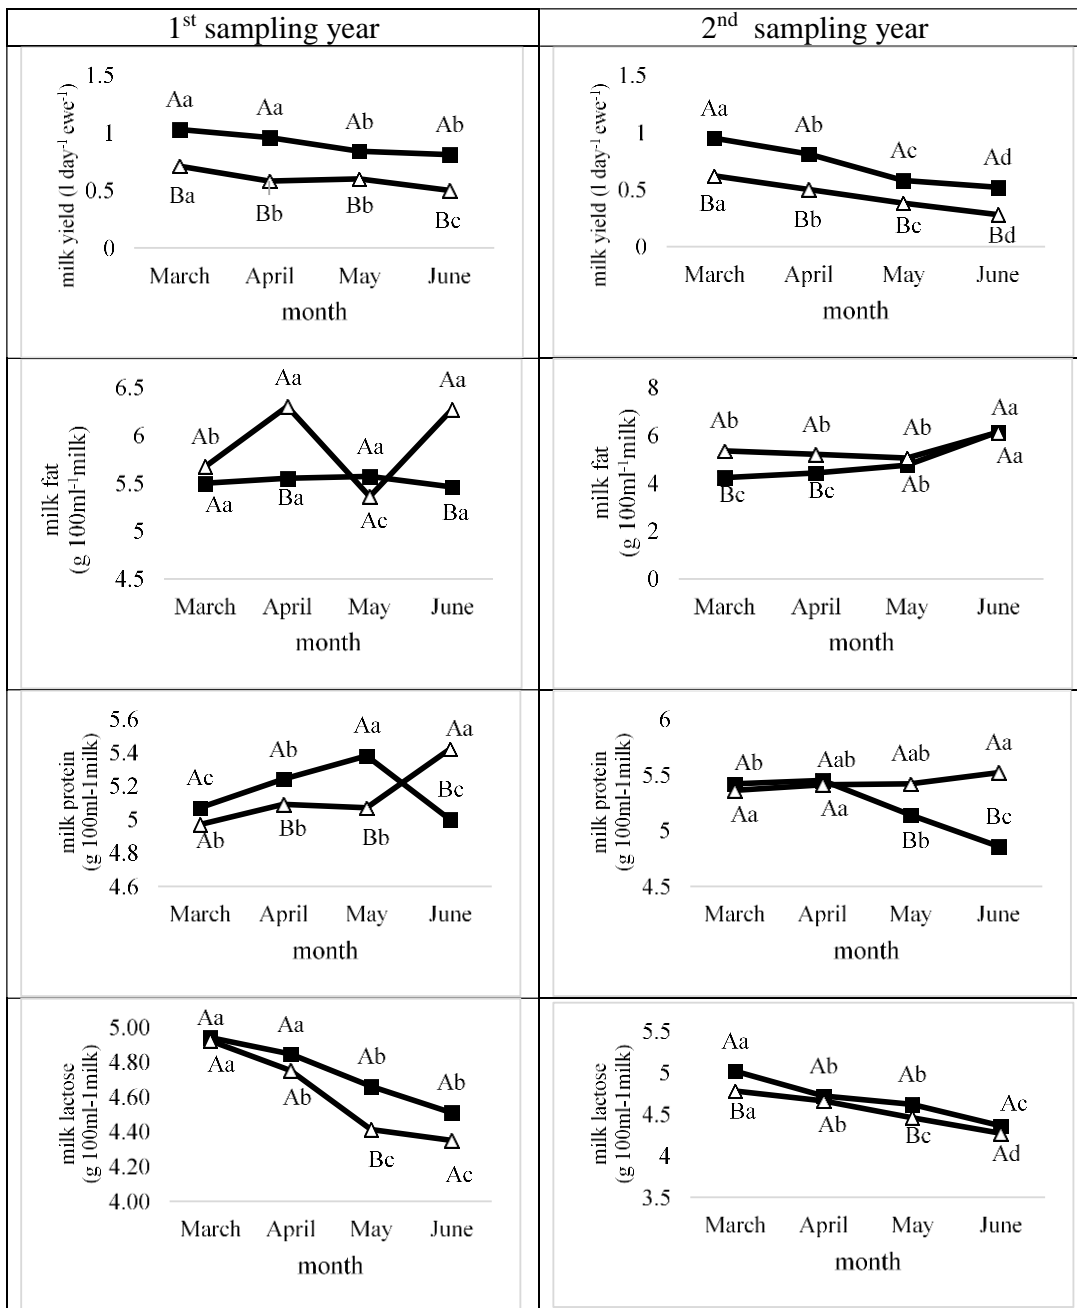 1st sampling year
2nd sampling year
milk yield (l day-1 ewe-1)
1.5
1
0.5
0
Aa
Aa
Ab
Ab
Ba
Bb
Bb
Bc
March April May June
month
milk yield (l day-1 ewe-1)
1.5
1
0.5
0
Aa
Ab
Ac
Ad
Ba
Bb
Bc
Bd
March April May June
month
milk fat
(g 100ml-1milk)
6.5
6
5.5
5
4.5
Ab
Aa
Aa
Aa
Aa
Ba
Ac
Ba
March April May June
month
milk fat
(g 100ml-1milk)
8
6
4
2
0
Ab
Ab
Ab
Aa
Bc
Bc
Ab
Aa
March April May June
month
milk protein
(g 100ml-1milk)
5.6
5.4
5.2
5
4.8
4.6
Ac
Ab
Aa
Aa
Ab
Bb
Bb
Bc
March April May June
month
milk protein
(g 100ml-1milk)
6
5.5
5
4.5
Ab
Aab
Aab
Aa
Aa
Aa
Bb
Bc
March April May June
month
milk lactose
(g 100ml-1milk)
5.00
4.80
4.60
4.40
4.20
4.00
Aa
Aa
Ab
Ab
Aa
Ab
Bc
Ac
March April May June
month
milk lactose
(g 100ml-1milk)
5.5
5
4.5
4
3.5
Aa
Ab
Ab
Ac
Ba
Ab
Bc
Ad
March April May June
month